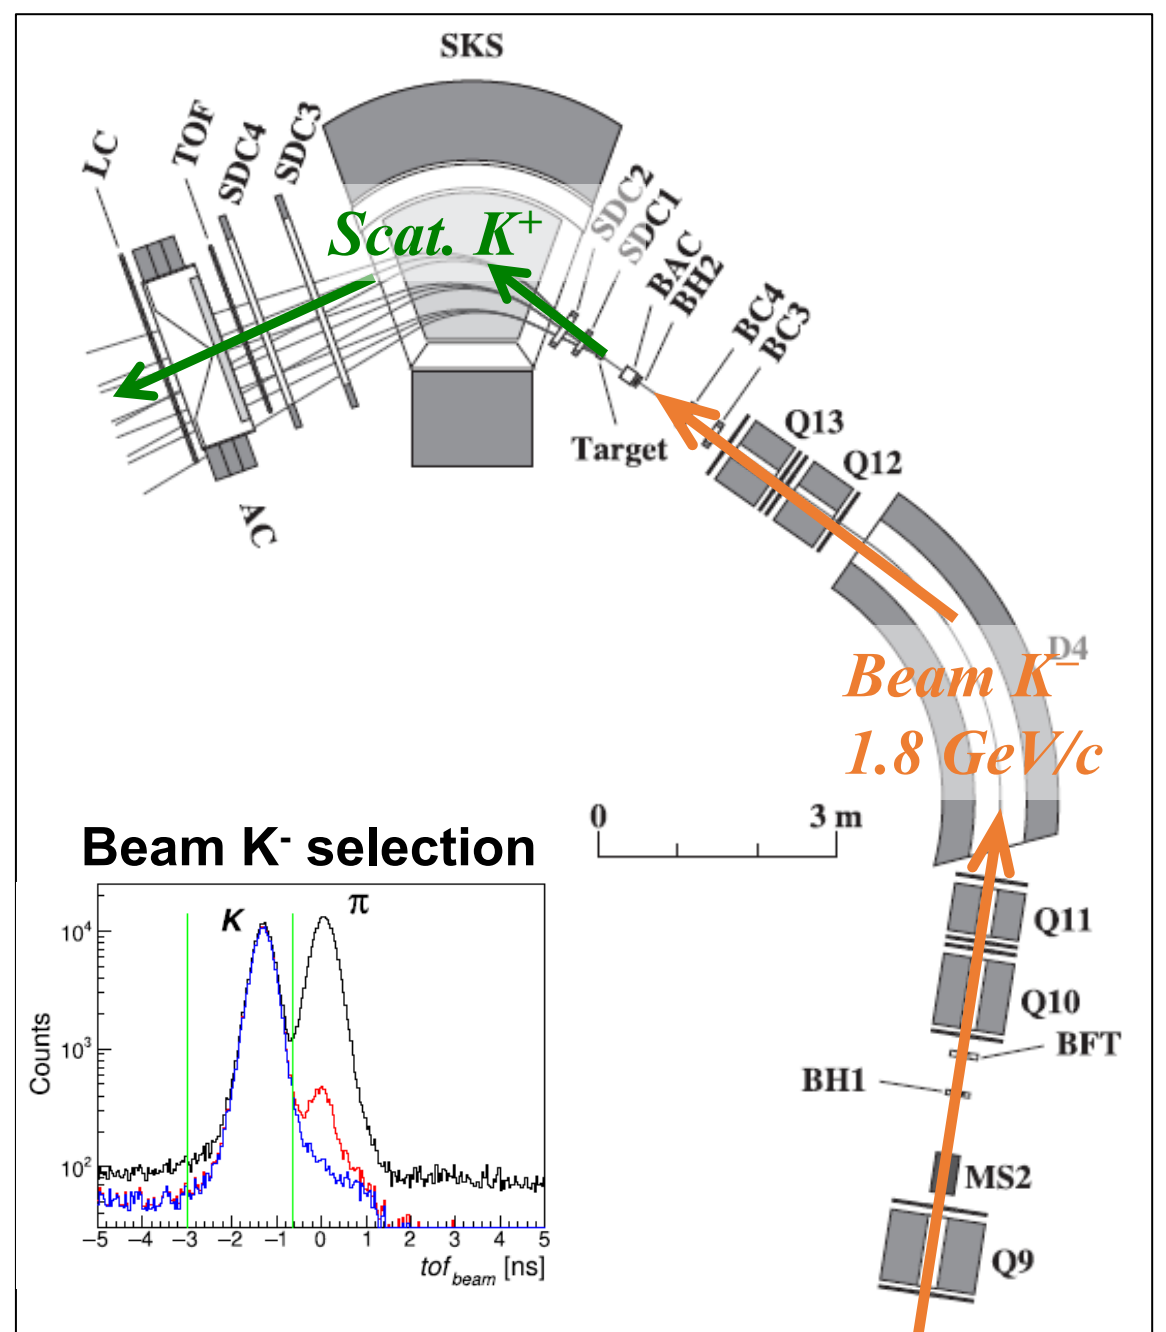 SKS
LC
TOF
SDC4
SDC3
Scat. K⁺
SDC2
SDC1
BAC
BH2
BC4
BC3
Target
Q13
Q12
AC
D4
Beam K⁻
1.8 GeV/c
0 3 m
Beam K⁻ selection
K
π
10⁴
10³
10²
Counts
−5 −4 −3 −2 −1 0 1 2 3 4 5
tof beam [ns]
Q11
Q10
BFT
BH1
MS2
Q9